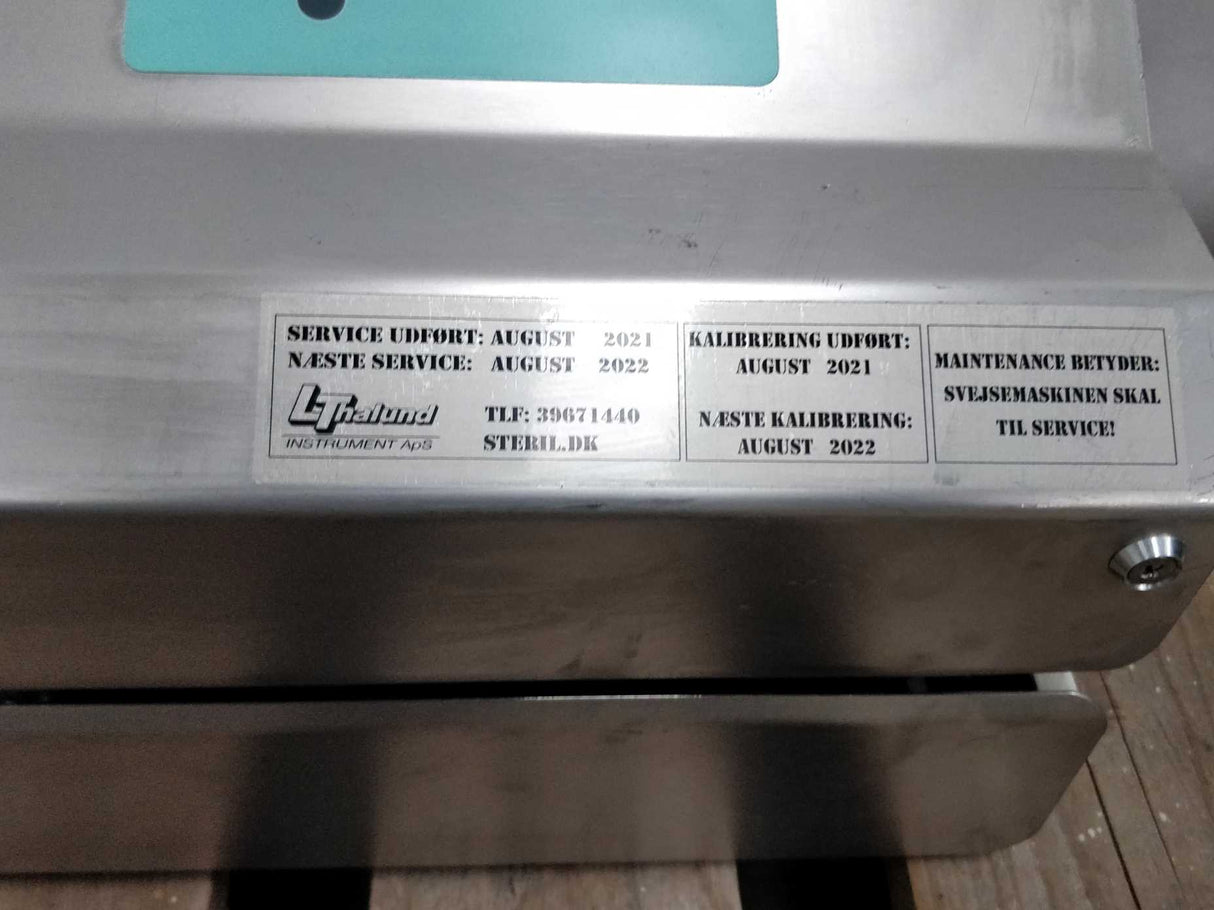 SERVICE UDFØRT: AUGUST 2021
NÆSTE SERVICE: AUGUST 2022
LThalund
INSTRUMENT ApS
TLF: 39671440
STERIL.DK
KALIBRERING UDFØRT:
AUGUST 2021
NÆSTE KALIBRERING:
AUGUST 2022
MAINTENANCE BETYDER:
SVEJSEMASKINEN SKAL
TIL SERVICE!